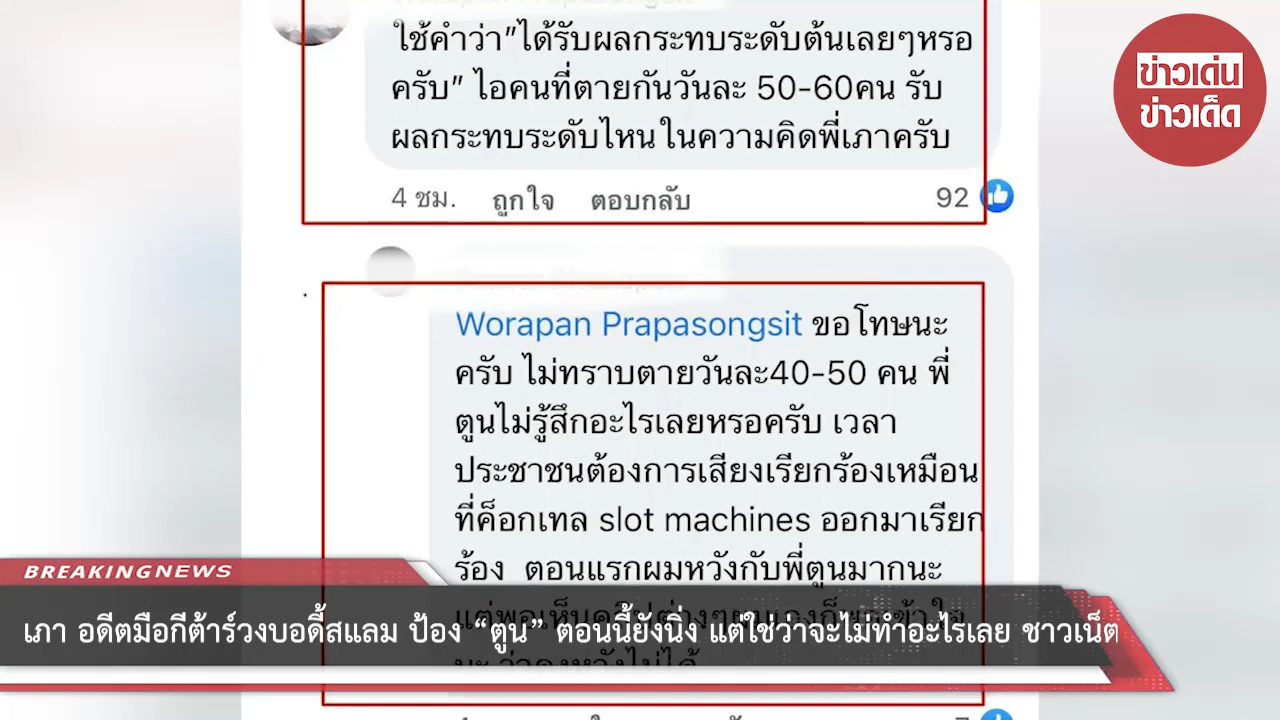 ใช้คำว่า"ได้รับผลกระทบระดับต้นเลยๆหรอ
ครับ" ไอคนที่ตายกันวันละ 50-60คน รับ
ผลกระทบระดับไหนในความคิดพี่เภาครับ
4 ชม. ถูกใจ ตอบกลับ 92
ข่าวเด่น
ข่าวเด็ด
Worapan Prapasongsit ขอโทษนะ
ครับ ไม่ทราบตายวันละ40-50 คน พี่
ตูนไม่รู้สึกอะไรเลยหรอครับ เวลา
ประชาชนต้องการเสียงเรียกร้องเหมือน
ที่ค็อกเทล slot machines ออกมาเรียก
ร้อง ตอนแรกผมหวังกับพี่ตูนมากนะ
BREAKINGNEWS
เภา อดีตมือกีต้าร์วงบอดี้สแลม ป้อง “ตูน” ตอนนี้ยังนิ่ง แต่ใช่ว่าจะไม่ทำอะไรเลย ชาวเน็ต